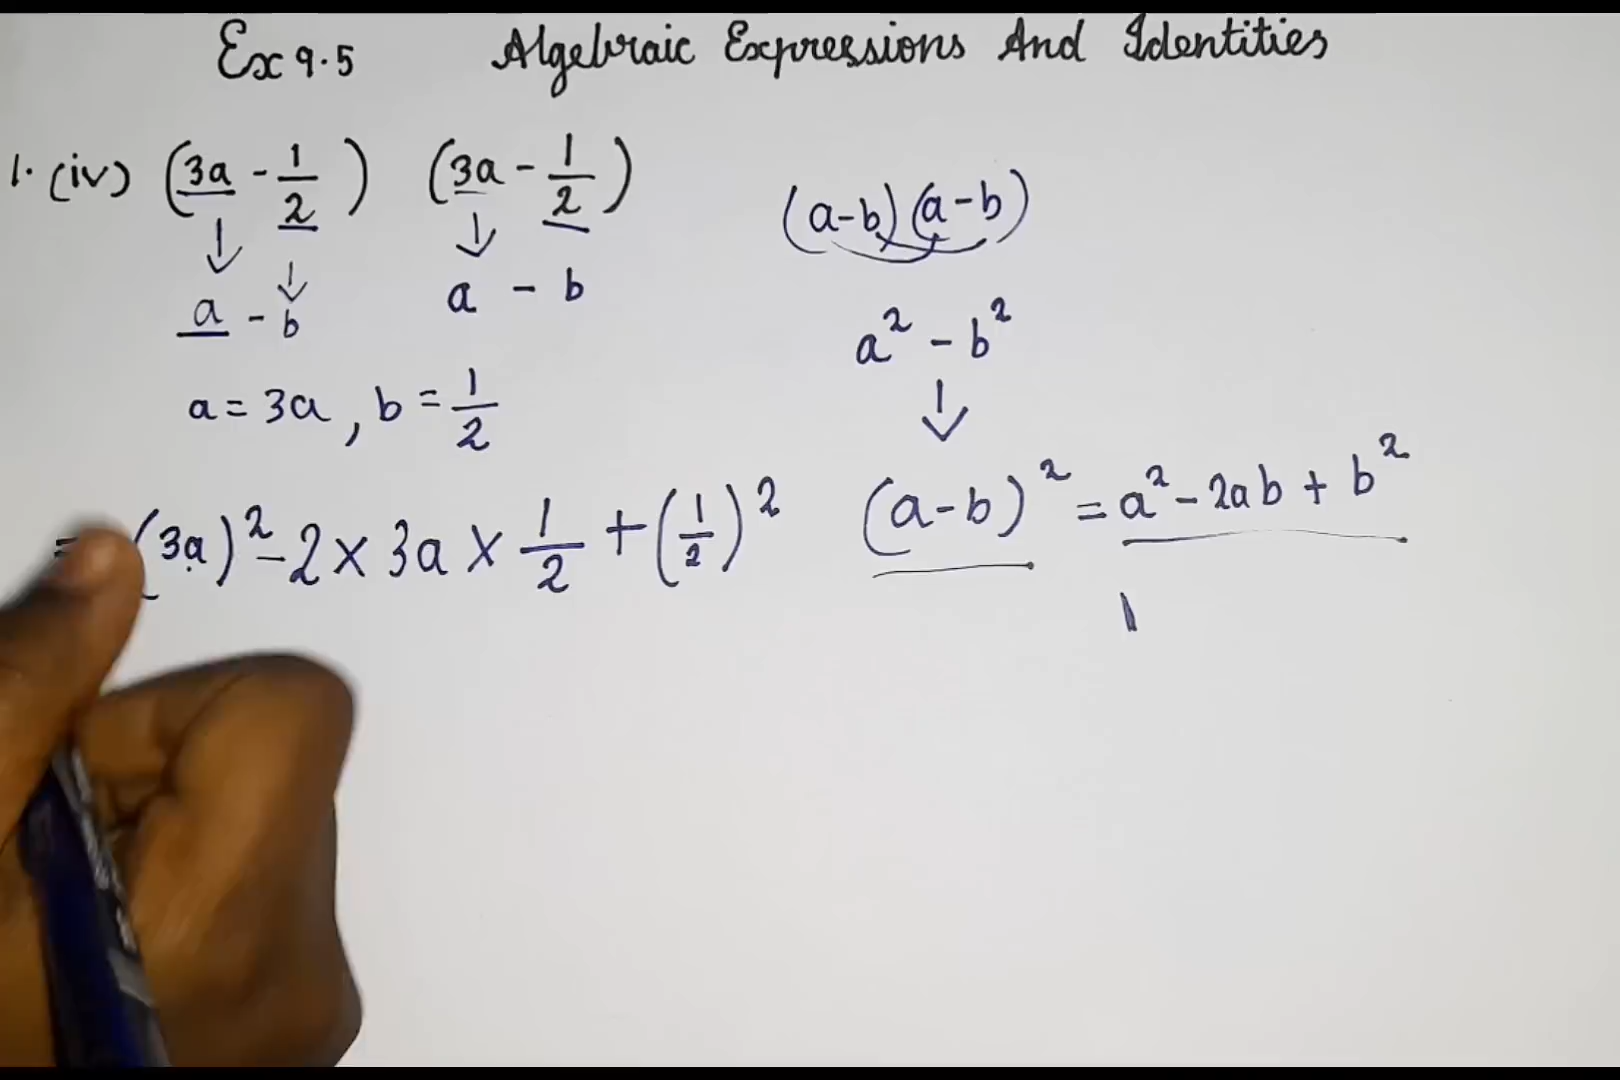 Ex 9.5 Algebraic Expressions And Identities
1. (iv) (3a - 1/2) (3a - 1/2)
(a-b)(a-b)
a - b
a - b
a² - b²
a = 3a, b = 1/2
(a-b)² = a² - 2ab + b²
= (3a)² - 2 × 3a × 1/2 + (1/2)²